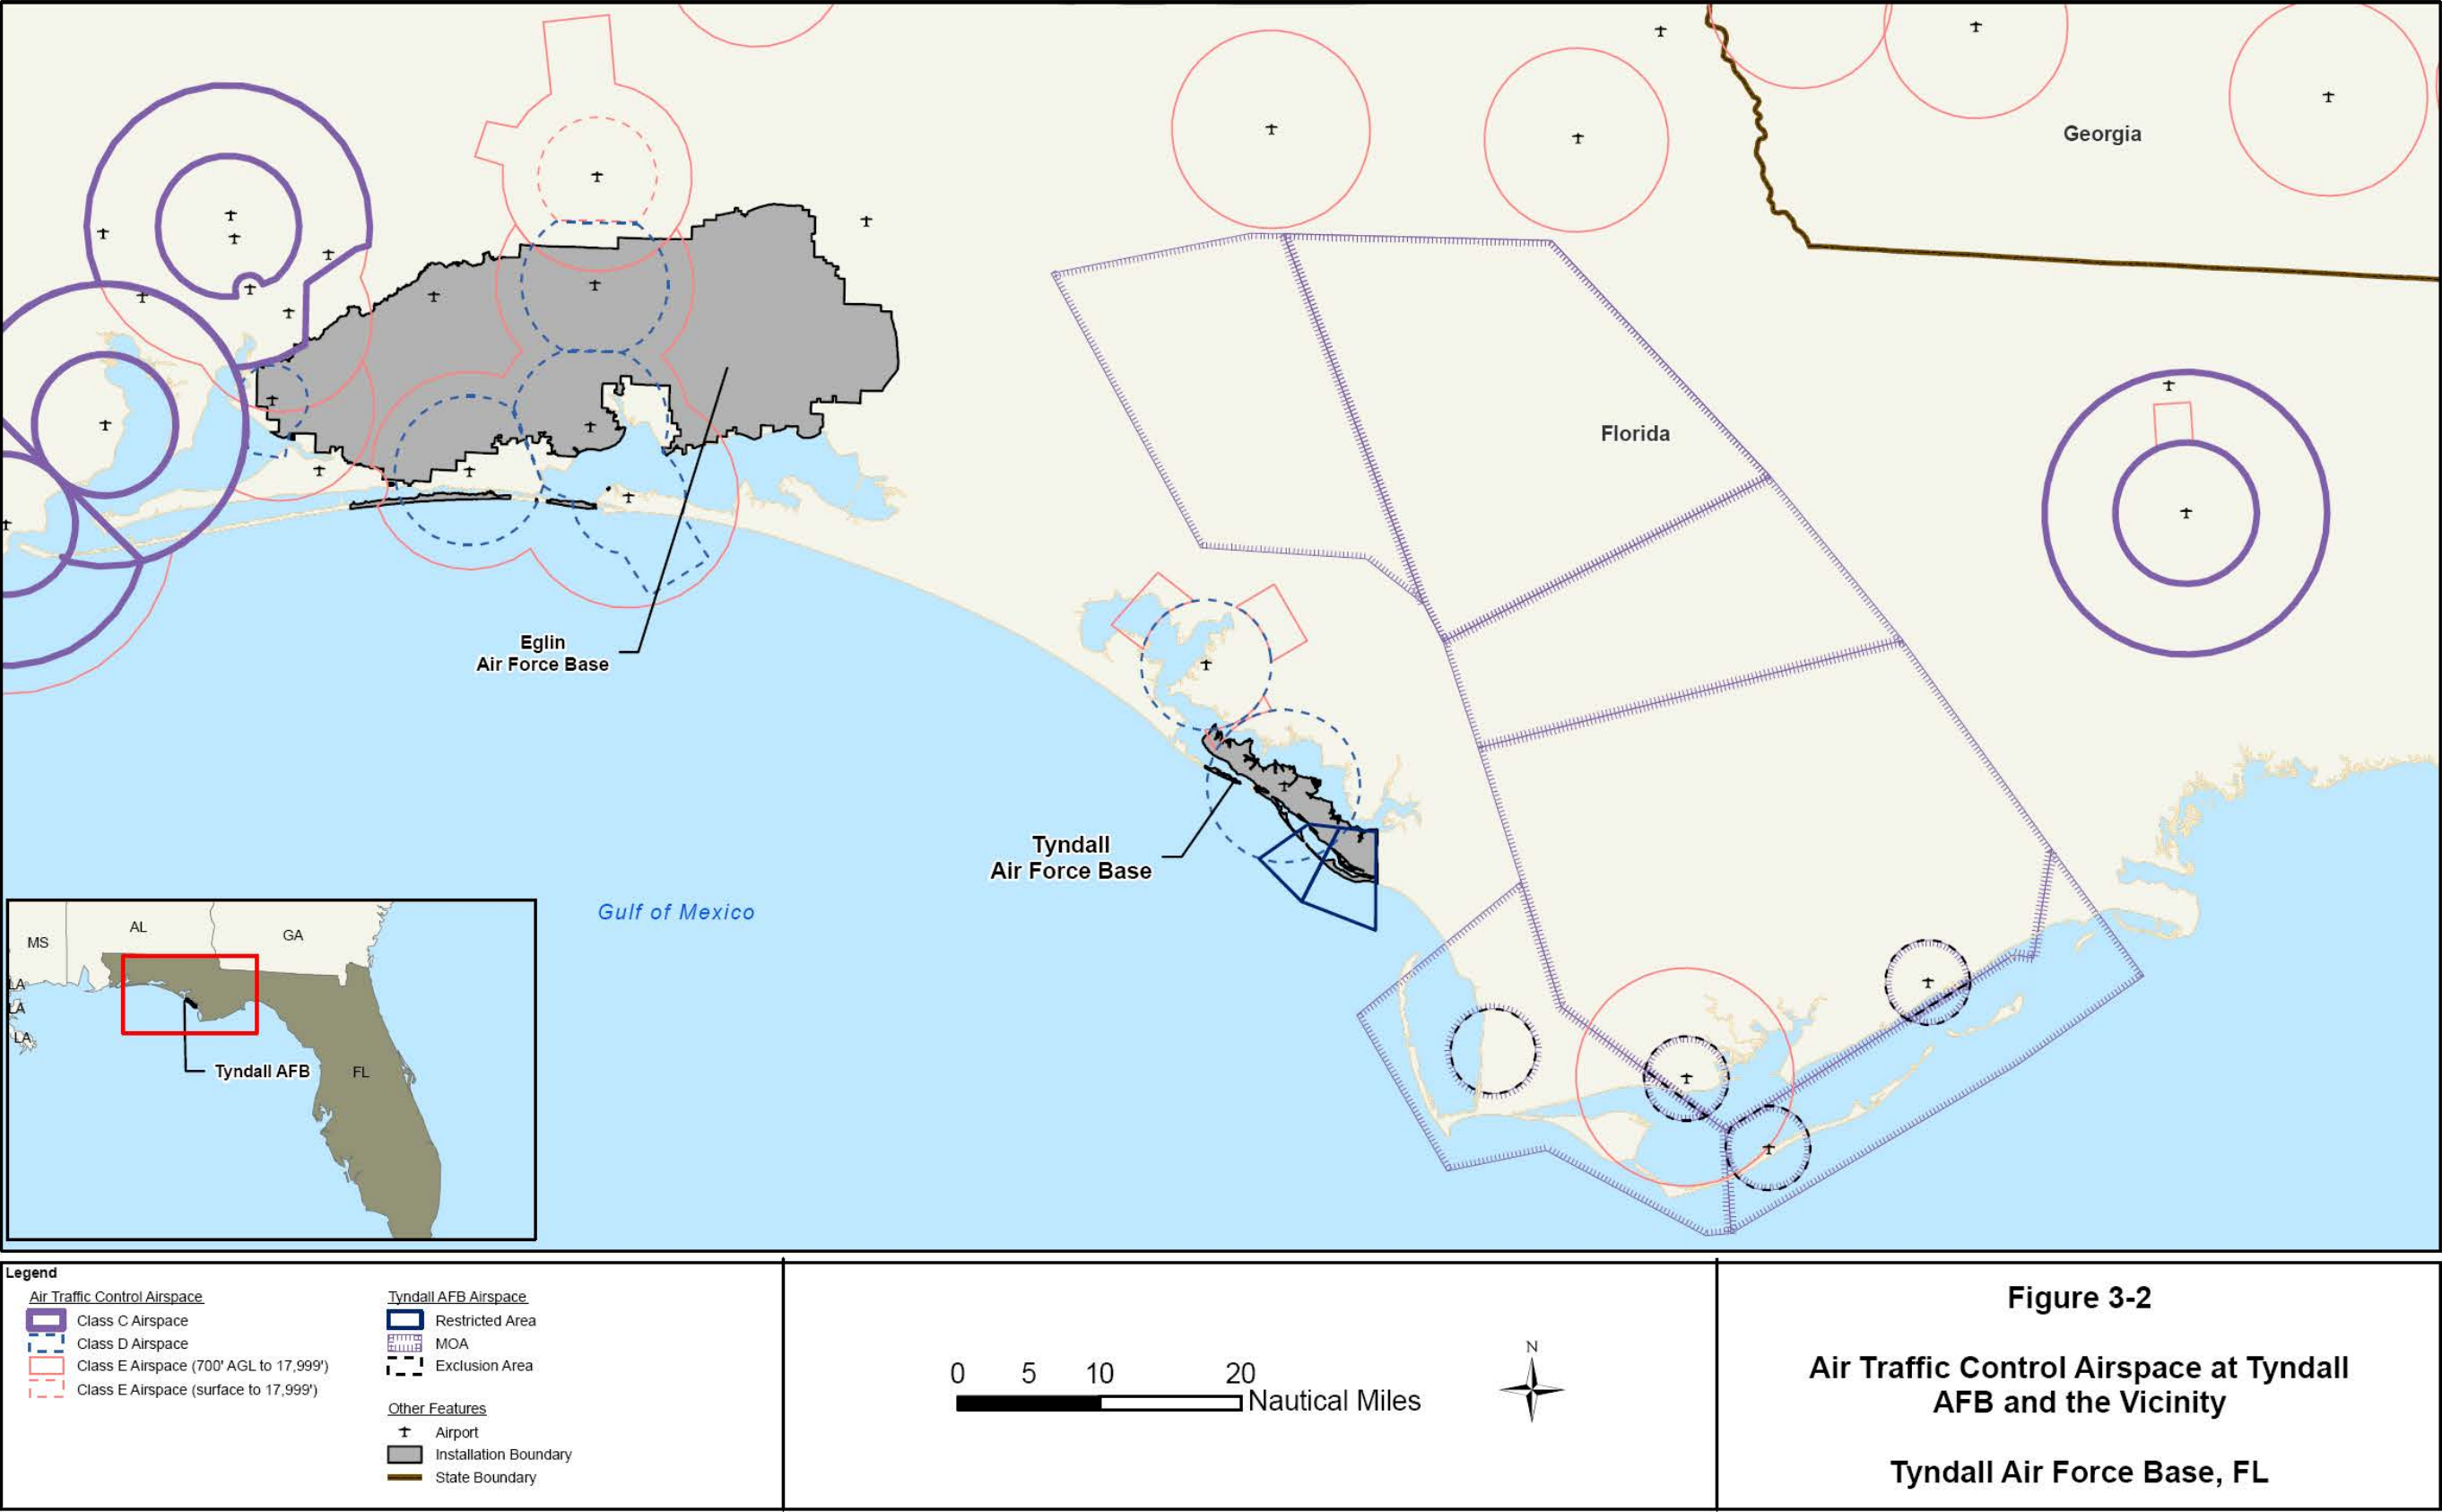 Georgia
Florida
Eglin
Air Force Base
Tyndall
Air Force Base
Gulf of Mexico
MS
AL
GA
LA
LA
LA
Tyndall AFB
FL
Legend
Air Traffic Control Airspace
Class C Airspace
Class D Airspace
Class E Airspace (700' AGL to 17,999')
Class E Airspace (surface to 17,999')
Tyndall AFB Airspace
Restricted Area
MOA
Exclusion Area
Other Features
Airport
Installation Boundary
State Boundary
0 5 10 20
Nautical Miles
N
Figure 3-2
Air Traffic Control Airspace at Tyndall
AFB and the Vicinity
Tyndall Air Force Base, FL